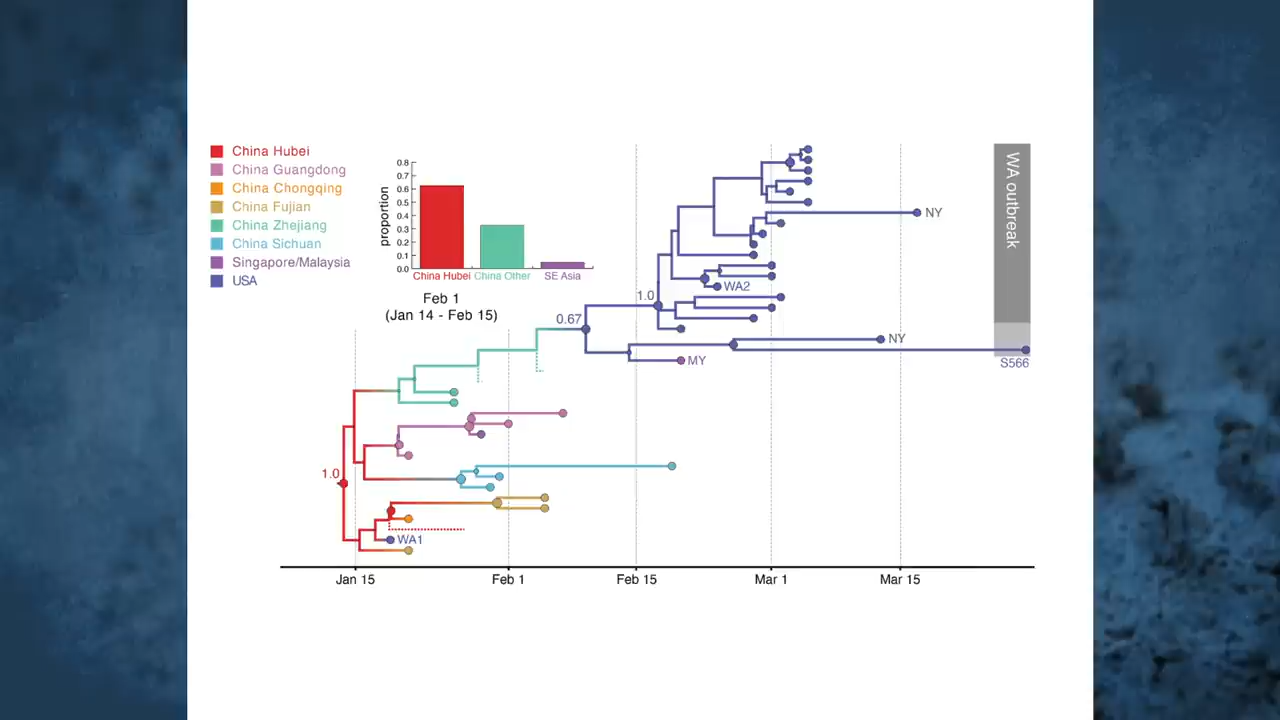 China Hubei
China Guangdong
China Chongqing
China Fujian
China Zhejiang
China Sichuan
Singapore/Malaysia
USA
proportion
0.8
0.7
0.6
0.5
0.4
0.3
0.2
0.1
0.0
China Hubei China Other SE Asia
Feb 1
(Jan 14 - Feb 15)
WA outbreak
NY
WA2
1.0
0.67
NY
MY
S566
1.0
WA1
Jan 15 Feb 1 Feb 15 Mar 1 Mar 15